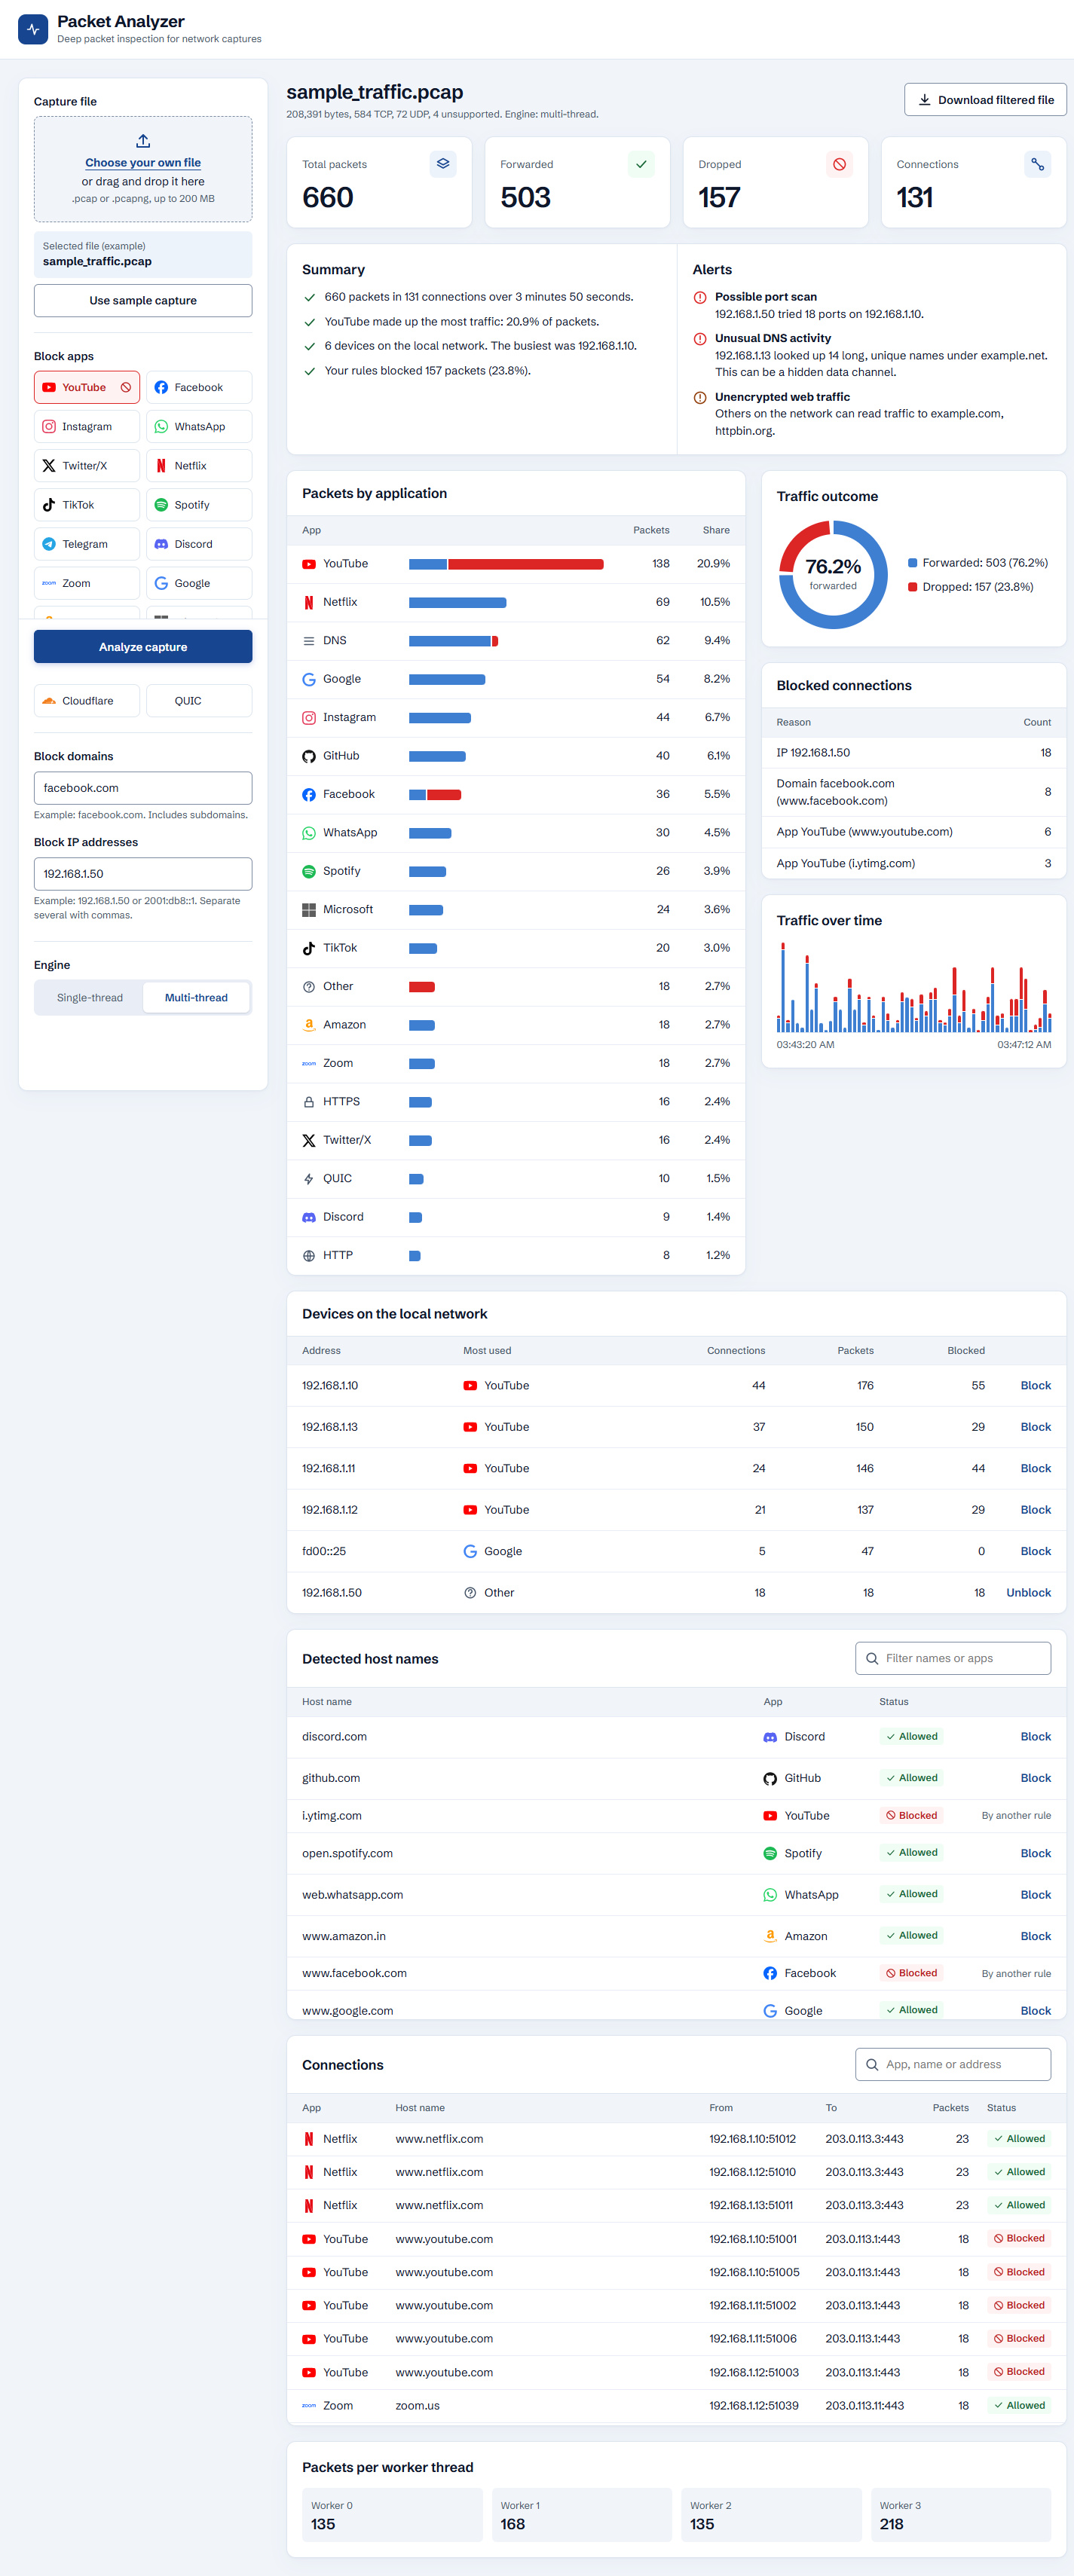 Packet Analyzer
Deep packet inspection for network captures
Capture file
Choose your own file
or drag and drop it here
.pcap or .pcapng, up to 200 MB
Selected file (example)
sample_traffic.pcap
Use sample capture
Block apps
YouTube Facebook
Instagram WhatsApp
Twitter/X Netflix
TikTok Spotify
Telegram Discord
Zoom Google
Analyze capture
Cloudflare QUIC
Block domains
facebook.com
Example: facebook.com. Includes subdomains.
Block IP addresses
192.168.1.50
Example: 192.168.1.50 or 2001:db8::1. Separate
several with commas.
Engine
Single-thread Multi-thread
sample_traffic.pcap
208,391 bytes, 584 TCP, 72 UDP, 4 unsupported. Engine: multi-thread.
Download filtered file
Total packets
660
Forwarded
503
Dropped
157
Connections
131
Summary
660 packets in 131 connections over 3 minutes 50 seconds.
YouTube made up the most traffic: 20.9% of packets.
6 devices on the local network. The busiest was 192.168.1.10.
Your rules blocked 157 packets (23.8%).
Alerts
Possible port scan
192.168.1.50 tried 18 ports on 192.168.1.10.
Unusual DNS activity
192.168.1.13 looked up 14 long, unique names under example.net.
This can be a hidden data channel.
Unencrypted web traffic
Others on the network can read traffic to example.com,
httpbin.org.
Packets by application
App Packets Share
YouTube 138 20.9%
Netflix 69 10.5%
DNS 62 9.4%
Google 54 8.2%
Instagram 44 6.7%
GitHub 40 6.1%
Facebook 36 5.5%
WhatsApp 30 4.5%
Spotify 26 3.9%
Microsoft 24 3.6%
TikTok 20 3.0%
Other 18 2.7%
Amazon 18 2.7%
Zoom 18 2.7%
HTTPS 16 2.4%
Twitter/X 16 2.4%
QUIC 10 1.5%
Discord 9 1.4%
HTTP 8 1.2%
Traffic outcome
76.2%
forwarded
Forwarded: 503 (76.2%)
Dropped: 157 (23.8%)
Blocked connections
Reason Count
IP 192.168.1.50 18
Domain facebook.com
(www.facebook.com) 8
App YouTube (www.youtube.com) 6
App YouTube (i.ytimg.com) 3
Traffic over time
03:43:20 AM 03:47:12 AM
Devices on the local network
Address Most used Connections Packets Blocked
192.168.1.10 YouTube 44 176 55 Block
192.168.1.13 YouTube 37 150 29 Block
192.168.1.11 YouTube 24 146 44 Block
192.168.1.12 YouTube 21 137 29 Block
fd00::25 Google 5 47 0 Block
192.168.1.50 Other 18 18 18 Unblock
Detected host names
Filter names or apps
Host name App Status
discord.com Discord Allowed Block
github.com GitHub Allowed Block
i.ytimg.com YouTube Blocked By another rule
open.spotify.com Spotify Allowed Block
web.whatsapp.com WhatsApp Allowed Block
www.amazon.in Amazon Allowed Block
www.facebook.com Facebook Blocked By another rule
www.google.com Google Allowed Block
Connections
App, name or address
App Host name From To Packets Status
Netflix www.netflix.com 192.168.1.10:51012 203.0.113.3:443 23 Allowed
Netflix www.netflix.com 192.168.1.12:51010 203.0.113.3:443 23 Allowed
Netflix www.netflix.com 192.168.1.13:51011 203.0.113.3:443 23 Allowed
YouTube www.youtube.com 192.168.1.10:51001 203.0.113.1:443 18 Blocked
YouTube www.youtube.com 192.168.1.10:51005 203.0.113.1:443 18 Blocked
YouTube www.youtube.com 192.168.1.11:51002 203.0.113.1:443 18 Blocked
YouTube www.youtube.com 192.168.1.11:51006 203.0.113.1:443 18 Blocked
YouTube www.youtube.com 192.168.1.12:51003 203.0.113.1:443 18 Blocked
Zoom zoom.us 192.168.1.12:51039 203.0.113.11:443 18 Allowed
Packets per worker thread
Worker 0
135
Worker 1
168
Worker 2
135
Worker 3
218